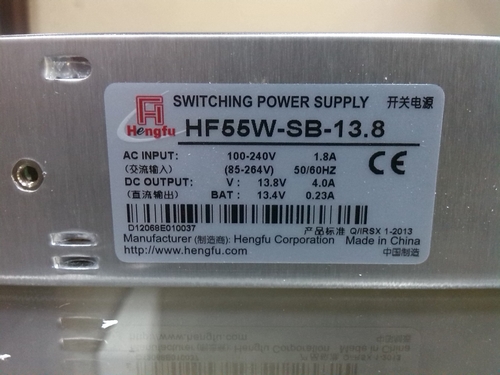 Hengfu
SWITCHING POWER SUPPLY 开关电源
HF55W-SB-13.8
AC INPUT: 100-240V 1.8A
(交流输入) (85-264V) 50/60HZ
DC OUTPUT: V: 13.8V 4.0A
(直流输出) BAT: 13.4V 0.23A
CE
D12068E010037 产品标准 Q/IRSX 1-2013
Manufacturer (制造商): Hengfu Corporation Made in China
http://www.hengfu.com 中国制造